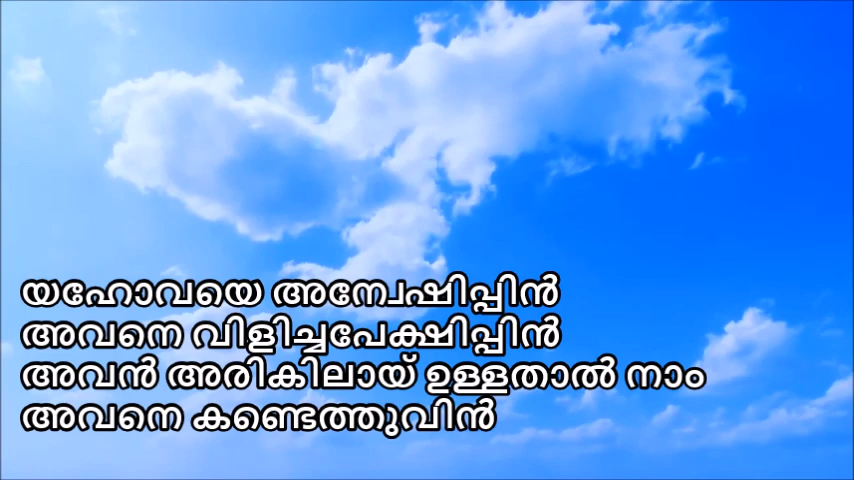 യഹോവയെ അന്വേഷിപ്പിൻ
അവനെ വിളിച്ചപേക്ഷിപ്പിൻ
അവൻ അരികിലായ് ഉള്ളതാൽ നാം
അവനെ കണ്ടെത്തുവിൻ